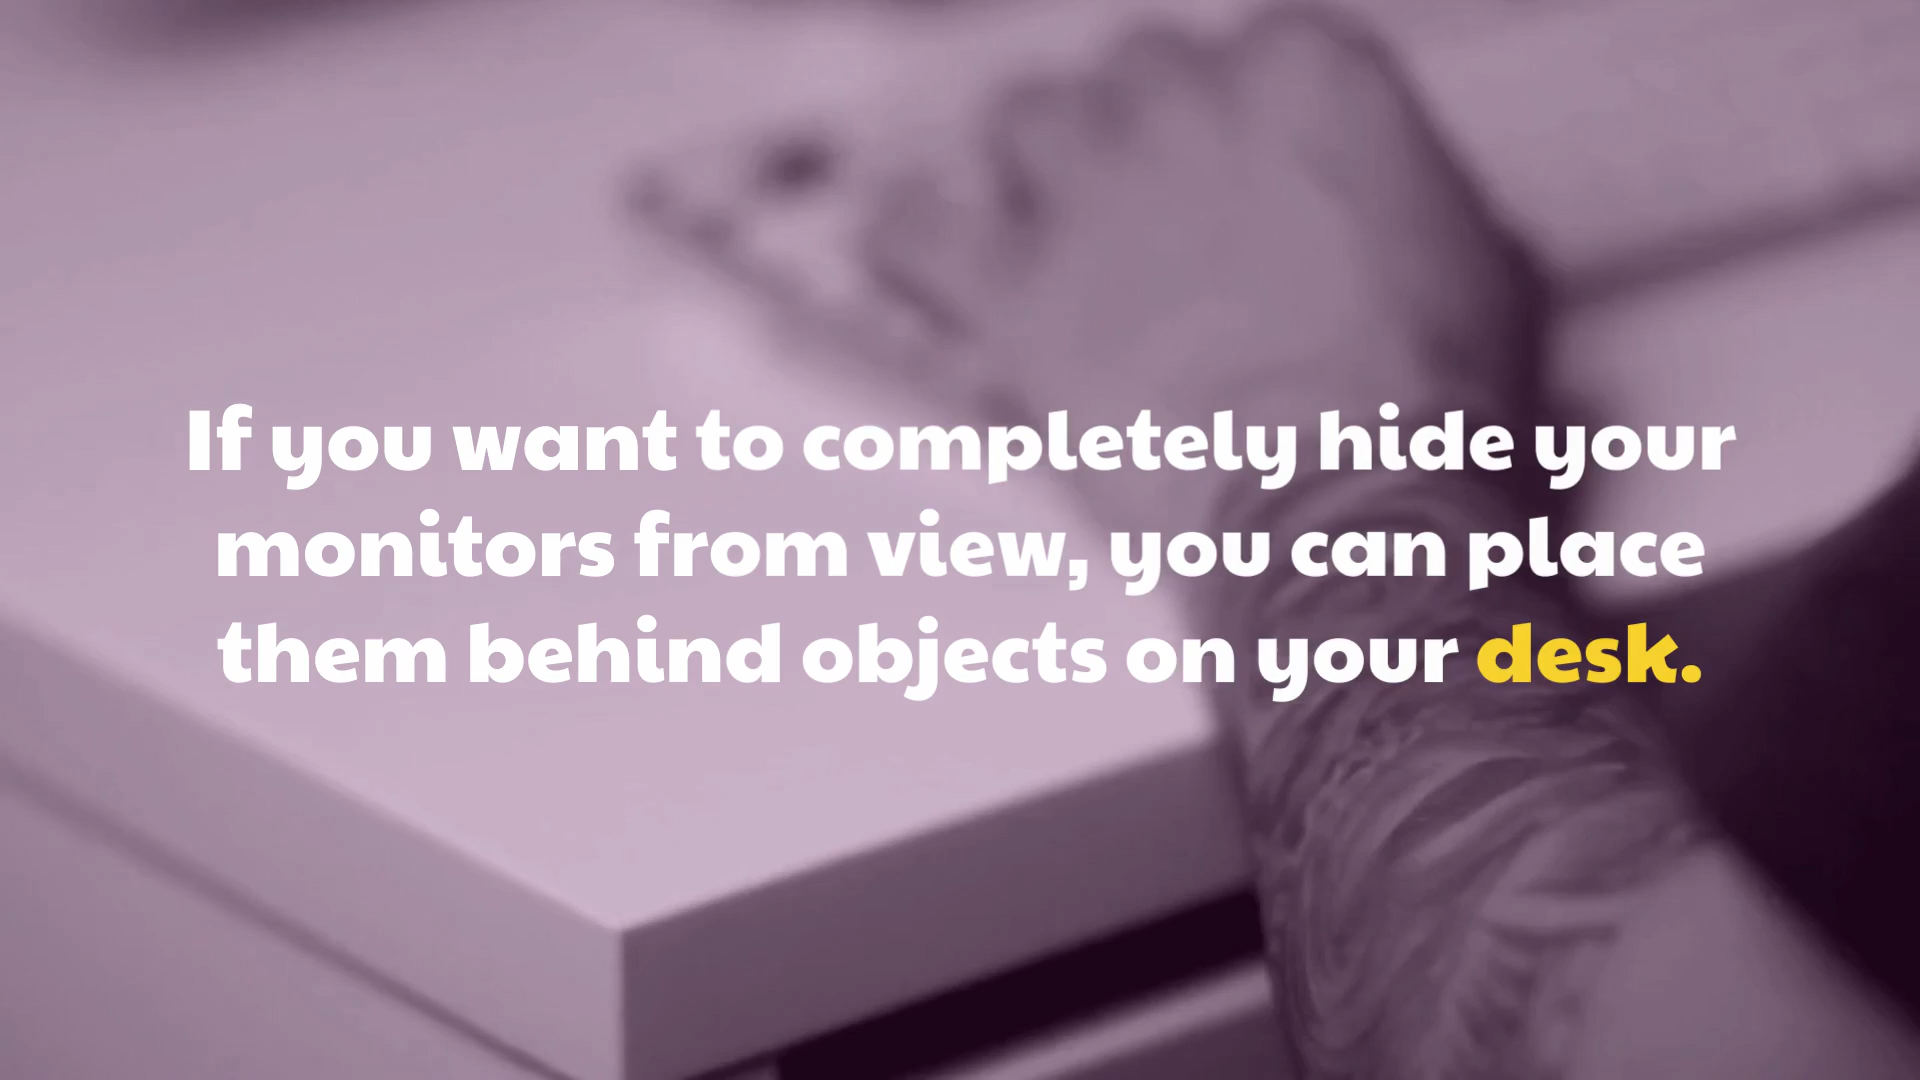 If you want to completely hide your
monitors from view, you can place
them behind objects on your desk.